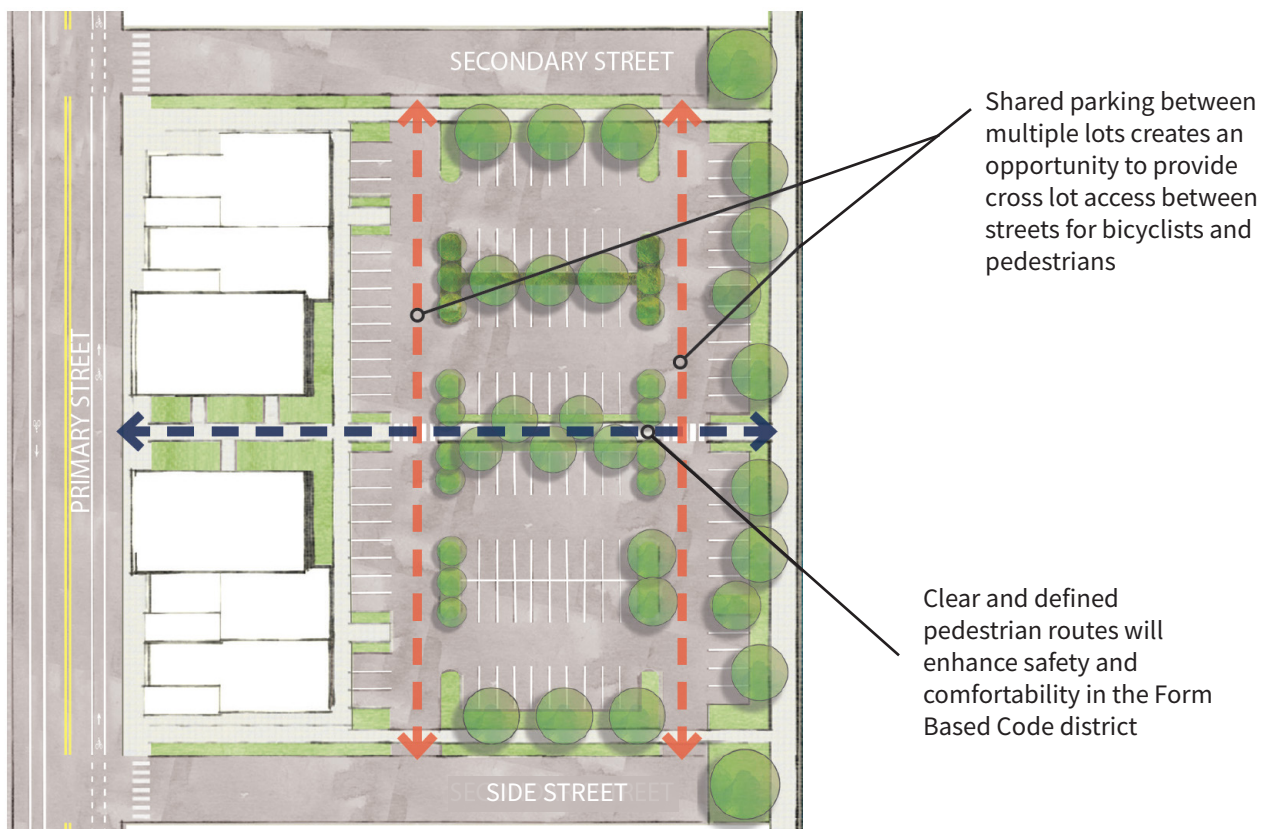 SECONDARY STREET
Shared parking between
multiple lots creates an
opportunity to provide
cross lot access between
streets for bicyclists and
pedestrians
PRIMARY STREET
Clear and defined
pedestrian routes will
enhance safety and
comfortability in the Form
Based Code district
SIDE STREET